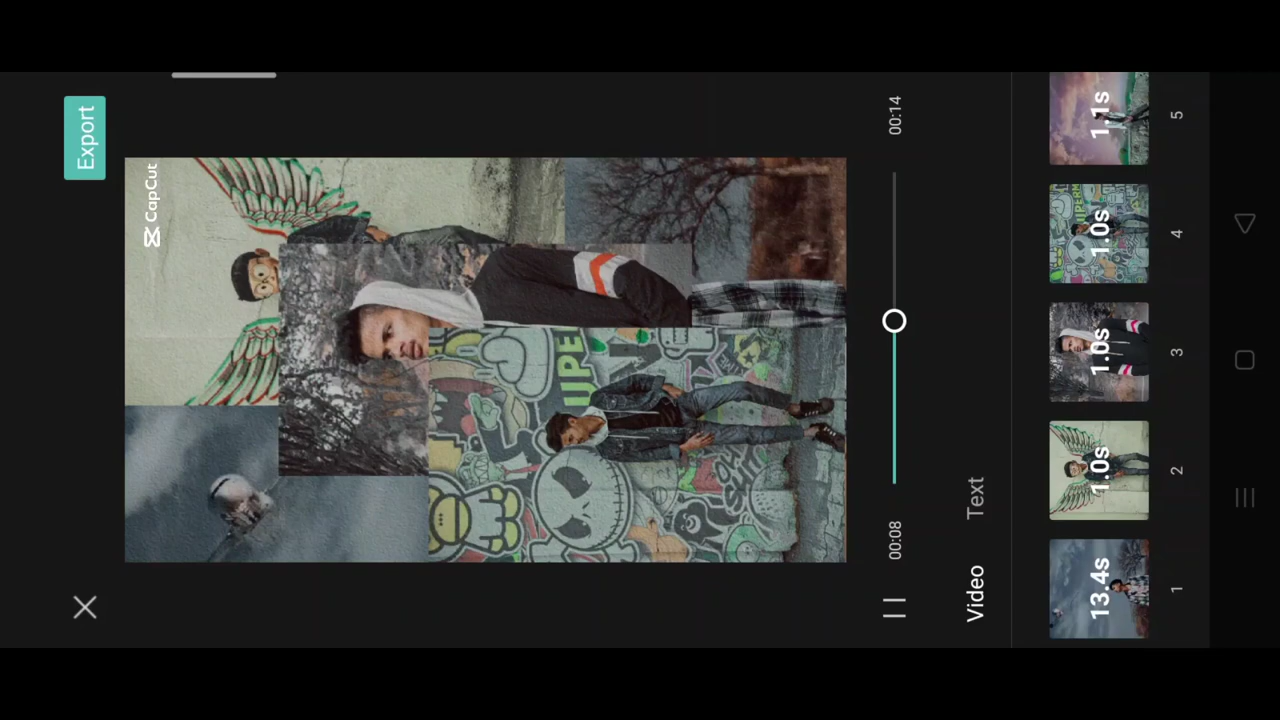 Export
CapCut
UPERM
00:08
00:14
Video
Text
13.4s
1.0s
1.0s
1.0s
1.1s
1
2
3
4
5